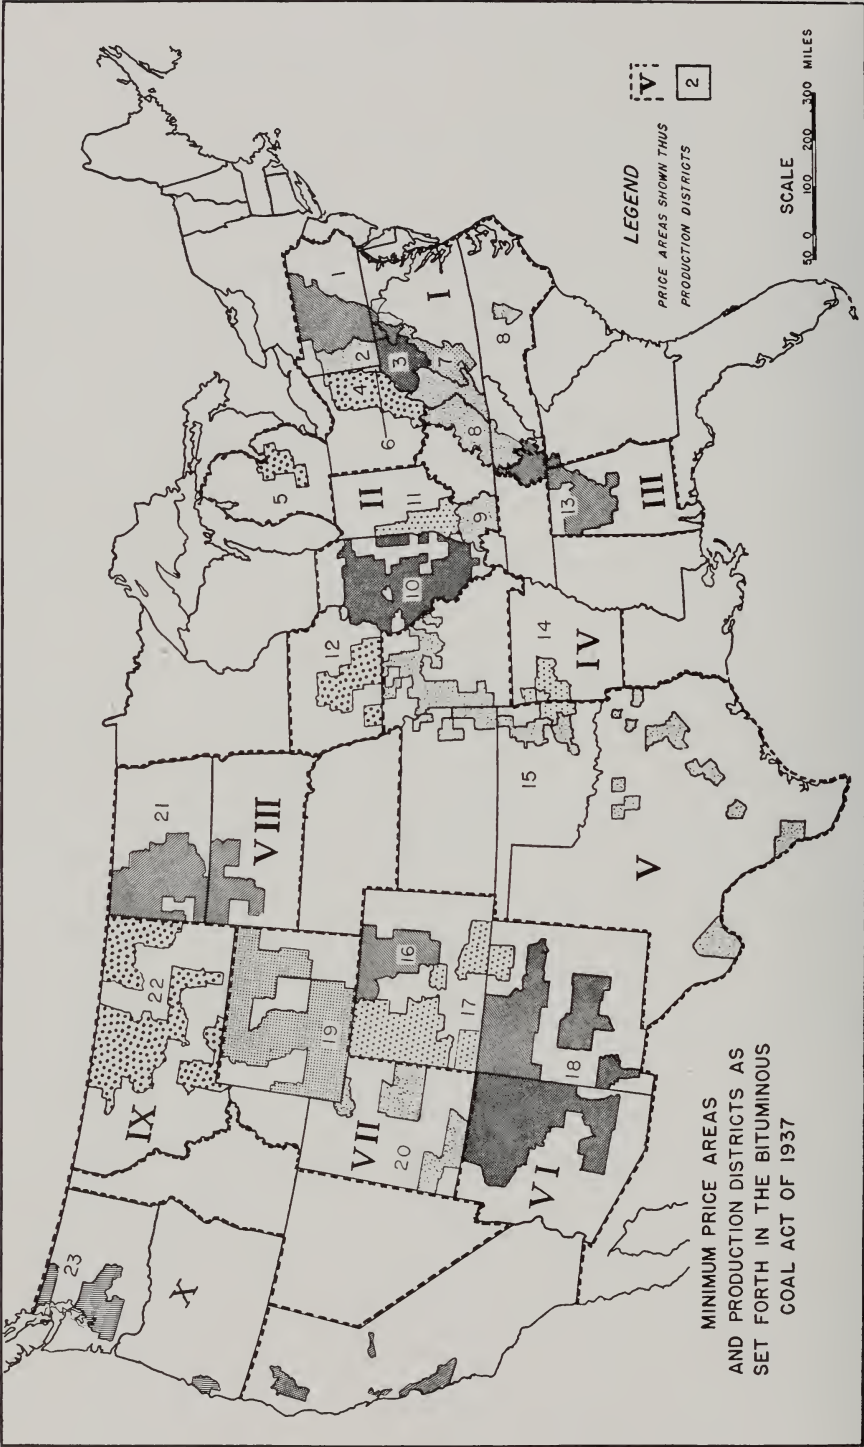 MINIMUM PRICE AREAS
AND PRODUCTION DISTRICTS AS
SET FORTH IN THE BITUMINOUS
COAL ACT OF 1937
LEGEND
PRICE AREAS SHOWN THUS
V
PRODUCTION DISTRICTS
2
SCALE
50 0 100 200 300 MILES
23
X
IX
22
21
VIII
19
VII
20
16
17
VI
18
V
15
IV
14
12
10
II
11
9
5
6
4
2
1
3
7
I
8
8
13
III